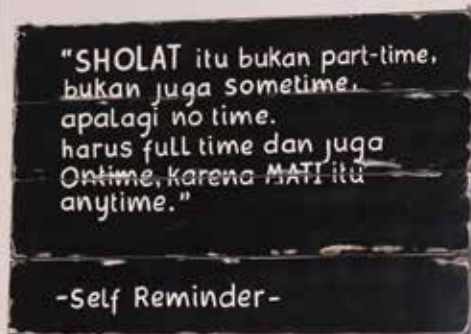 "SHOLAT itu bukan part-time,
bukan juga sometime,
apalagi no time.
harus full time dan juga
Ontime, karena MATI itu
anytime."
-Self Reminder-